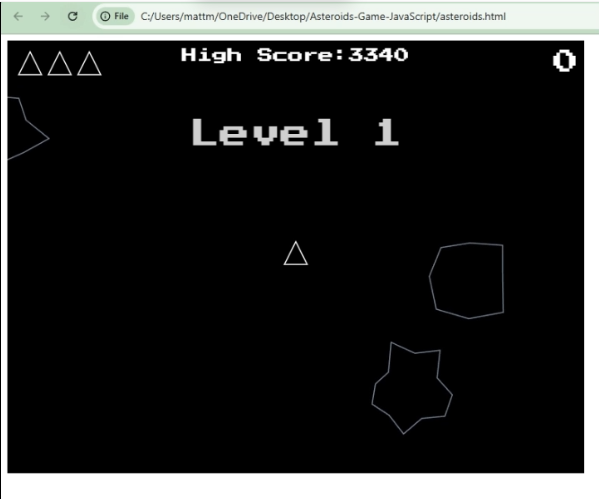 File C:/Users/mattm/OneDrive/Desktop/Asteroids-Game-JavaScript/asteroids.html
High Score:3340
0
Level 1